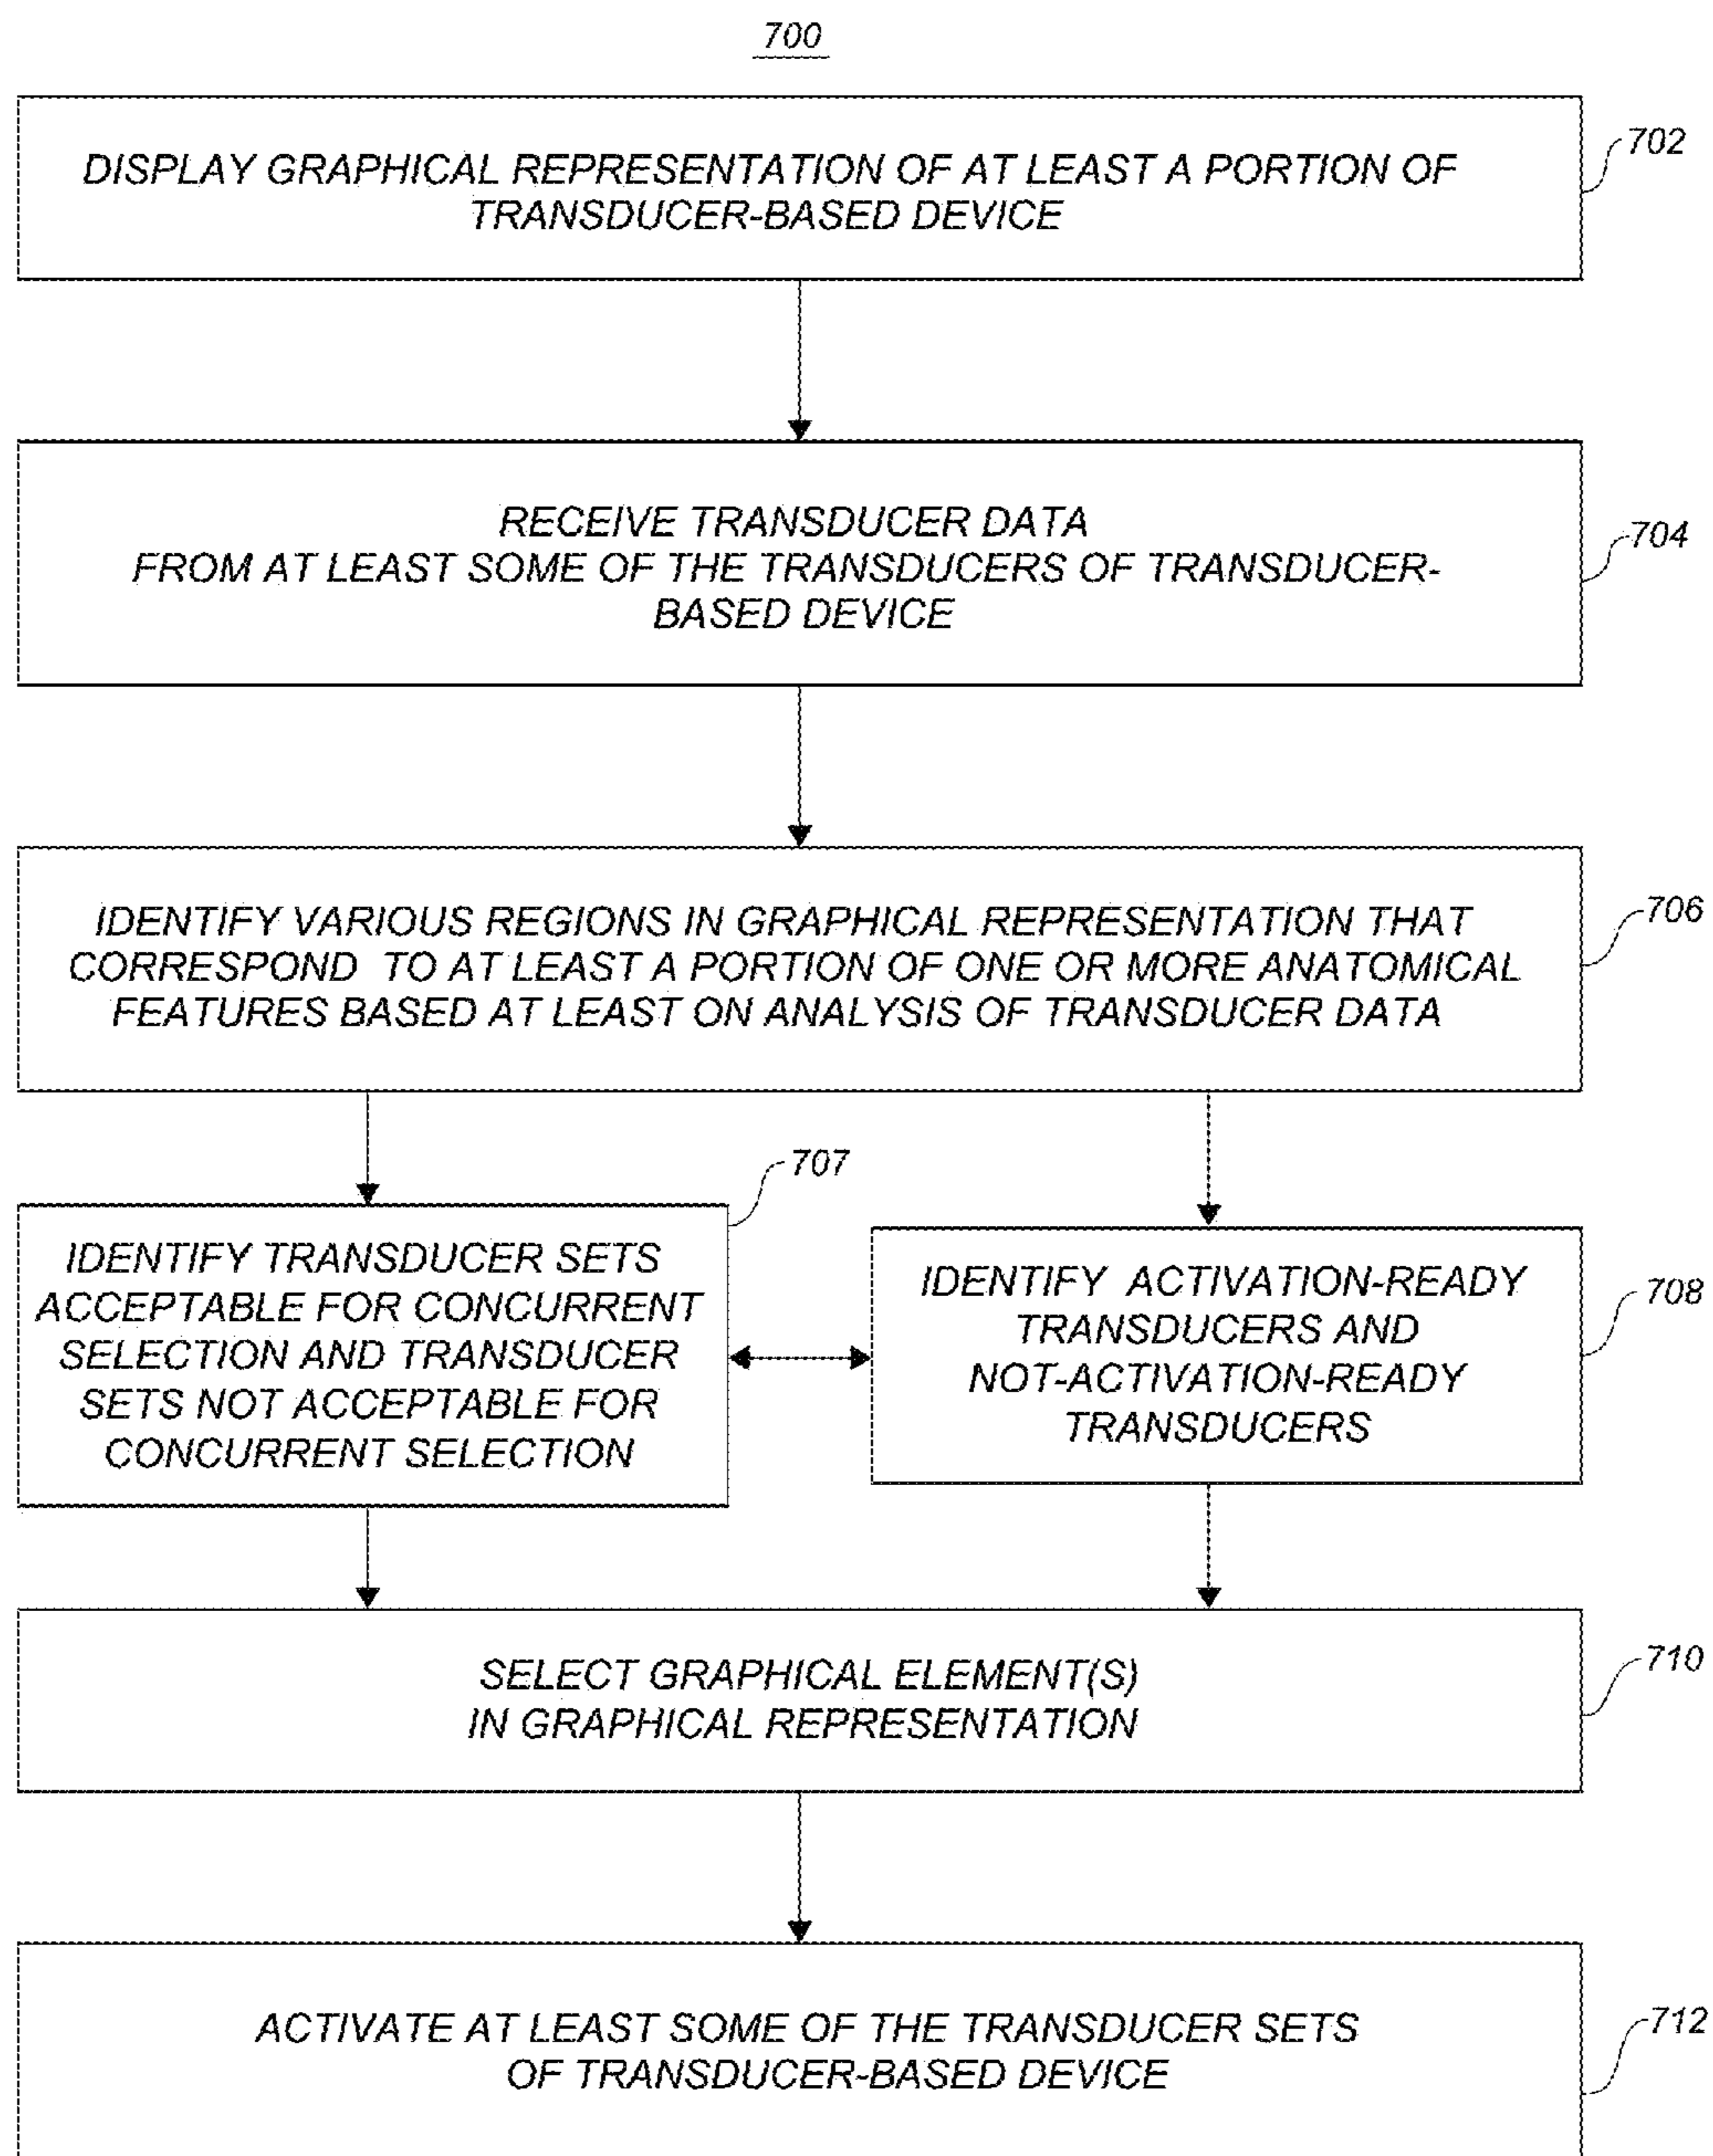 700
DISPLAY GRAPHICAL REPRESENTATION OF AT LEAST A PORTION OF
TRANSDUCER-BASED DEVICE
702
RECEIVE TRANSDUCER DATA
FROM AT LEAST SOME OF THE TRANSDUCERS OF TRANSDUCER-
BASED DEVICE
704
IDENTIFY VARIOUS REGIONS IN GRAPHICAL REPRESENTATION THAT
CORRESPOND TO AT LEAST A PORTION OF ONE OR MORE ANATOMICAL
FEATURES BASED AT LEAST ON ANALYSIS OF TRANSDUCER DATA
706
707
IDENTIFY TRANSDUCER SETS
ACCEPTABLE FOR CONCURRENT
SELECTION AND TRANSDUCER
SETS NOT ACCEPTABLE FOR
CONCURRENT SELECTION
IDENTIFY ACTIVATION-READY
TRANSDUCERS AND
NOT-ACTIVATION-READY
TRANSDUCERS
708
SELECT GRAPHICAL ELEMENT(S)
IN GRAPHICAL REPRESENTATION
710
ACTIVATE AT LEAST SOME OF THE TRANSDUCER SETS
OF TRANSDUCER-BASED DEVICE
712